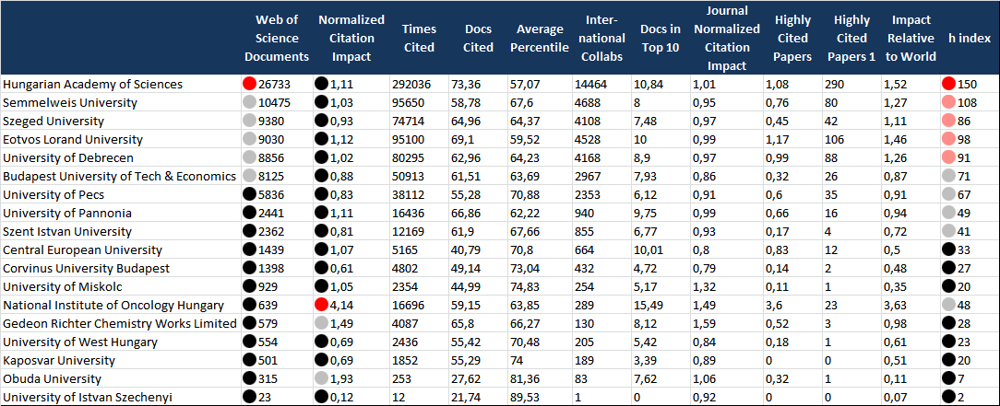 Web of Science Documents Normalized Citation Impact Times Cited Docs Cited Average Percentile Inter-national Collabs Docs in Top 10 Journal Normalized Citation Impact Highly Cited Papers Highly Cited Papers 1 Impact Relative to World h index
Hungarian Academy of Sciences 26733 1,11 292036 73,36 57,07 14464 10,84 1,01 1,08 290 1,52 150
Semmelweis University 10475 1,03 95650 58,78 67,6 4688 8 0,95 0,76 80 1,27 108
Szeged University 9380 0,93 74714 64,96 64,37 4108 7,48 0,97 0,45 42 1,11 86
Eotvos Lorand University 9030 1,12 95100 69,1 59,52 4528 10 0,99 1,17 106 1,46 98
University of Debrecen 8856 1,02 80295 62,96 64,23 4168 8,9 0,97 0,99 88 1,26 91
Budapest University of Tech & Economics 8125 0,88 50913 61,51 63,69 2967 7,93 0,86 0,32 26 0,87 71
University of Pecs 5836 0,83 38112 55,28 70,88 2353 6,12 0,91 0,6 35 0,91 67
University of Pannonia 2441 1,11 16436 66,86 62,22 940 9,75 0,99 0,66 16 0,94 49
Szent Istvan University 2362 0,81 12169 61,9 67,66 855 6,77 0,93 0,17 4 0,72 41
Central European University 1439 1,07 5165 40,79 70,8 664 10,01 0,8 0,83 12 0,5 33
Corvinus University Budapest 1398 0,61 4802 49,14 73,04 432 4,72 0,79 0,14 2 0,48 27
University of Miskolc 929 1,05 2354 44,99 74,83 254 5,17 1,32 0,11 1 0,35 20
National Institute of Oncology Hungary 639 4,14 16696 59,15 63,85 289 15,49 1,49 3,6 23 3,63 48
Gedeon Richter Chemistry Works Limited 579 1,49 4087 65,8 66,27 130 8,12 1,59 0,52 3 0,98 28
University of West Hungary 554 0,69 2436 55,42 70,48 205 5,42 0,84 0,18 1 0,61 23
Kaposvar University 501 0,69 1852 55,29 74 189 3,39 0,89 0 0 0,51 20
Obuda University 315 1,93 253 27,62 81,36 83 7,62 1,06 0,32 1 0,11 7
University of Istvan Szechenyi 23 0,12 12 21,74 89,53 1 0 0,92 0 0 0,07 2